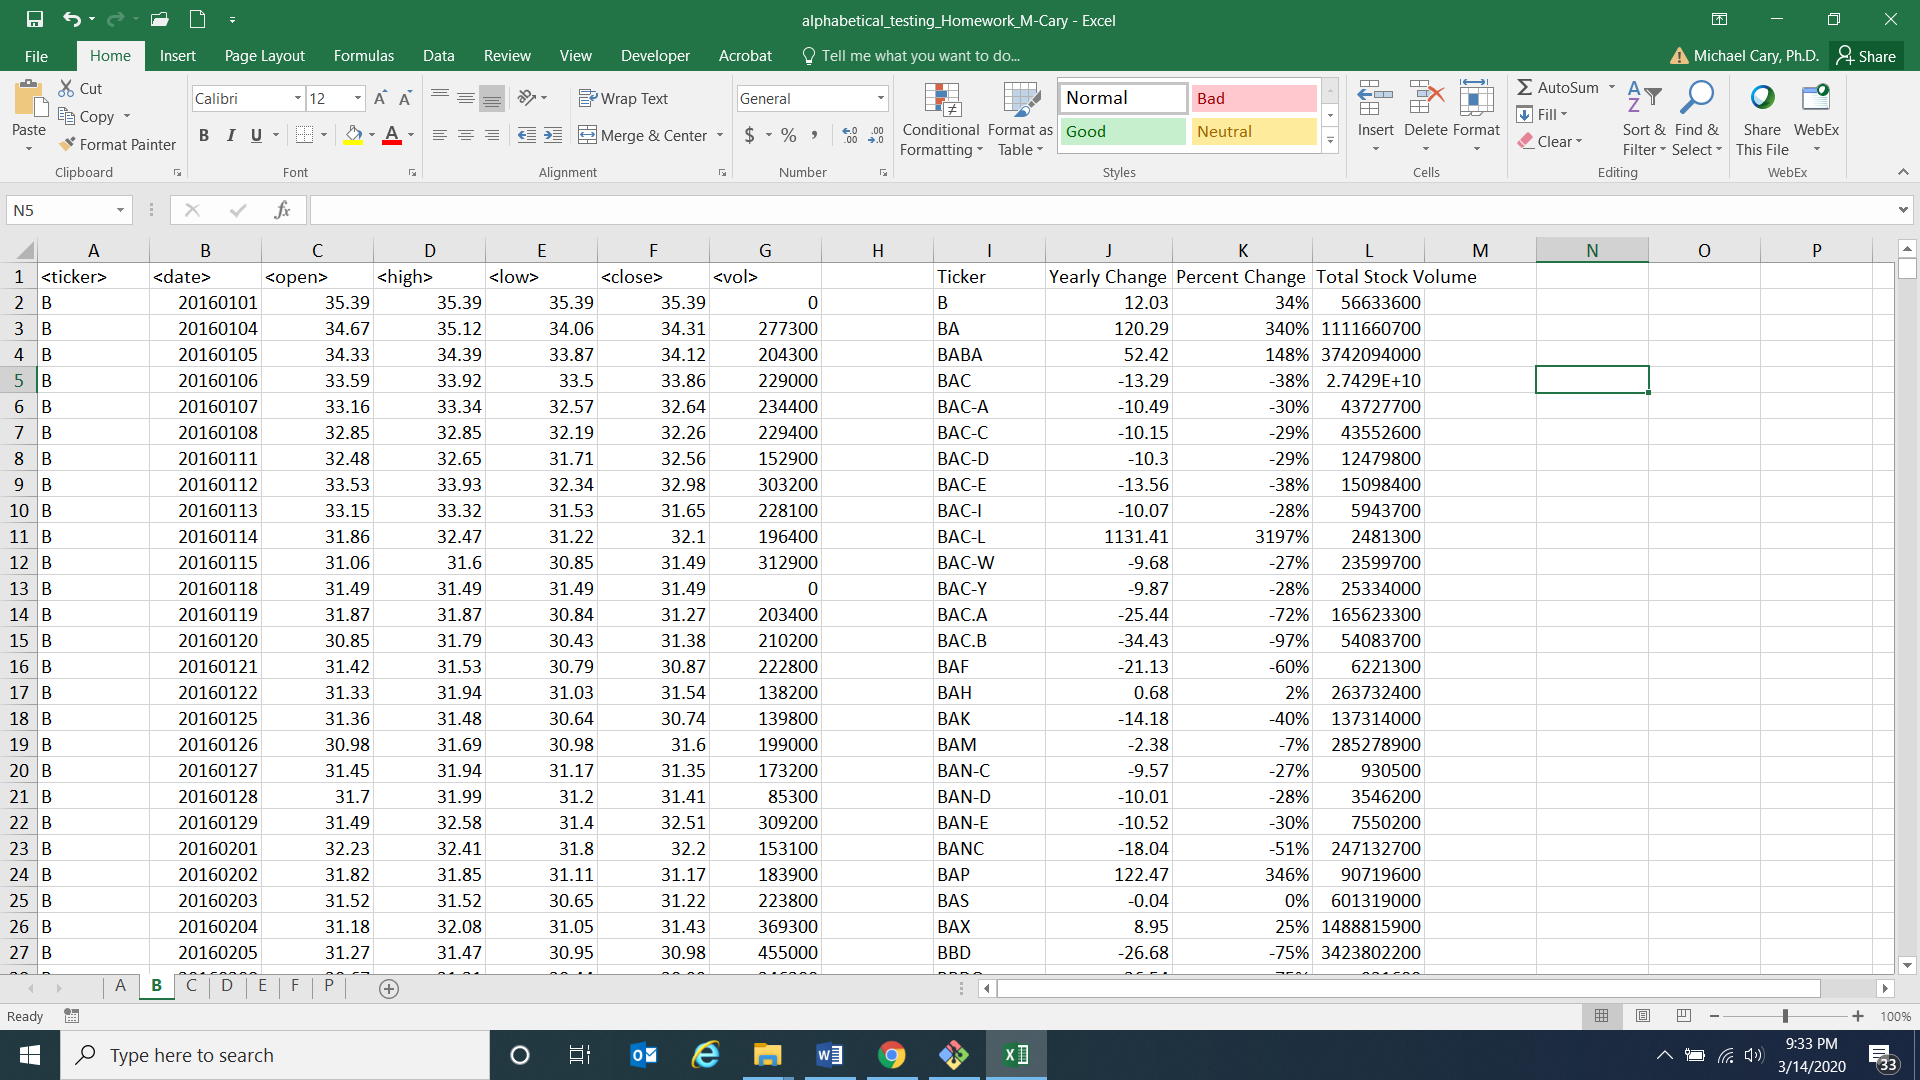 alphabetical_testing_Homework_M-Cary - Excel
File Home Insert Page Layout Formulas Data Review View Developer Acrobat Tell me what you want to do... Michael Cary, Ph.D. Share
Paste Cut Copy Format Painter Clipboard
Calibri 12 B I U A A A Font
Wrap Text Merge & Center Alignment
General $ % , Number
Conditional Formatting Format as Table Normal Bad Good Neutral Styles
Insert Delete Format Cells
AutoSum Fill Clear Sort & Filter Find & Select Editing
Share This File WebEx WebEx
N5 fx
A B C D E F G H I J K L M N O P
1 <ticker> <date> <open> <high> <low> <close> <vol> Ticker Yearly Change Percent Change Total Stock Volume
2 B 20160101 35.39 35.39 35.39 35.39 0 B 12.03 34% 56633600
3 B 20160104 34.67 35.12 34.06 34.31 277300 BA 120.29 340% 1111660700
4 B 20160105 34.33 34.39 33.87 34.12 204300 BABA 52.42 148% 3742094000
5 B 20160106 33.59 33.92 33.5 33.86 229000 BAC -13.29 -38% 2.7429E+10
6 B 20160107 33.16 33.34 32.57 32.64 234400 BAC-A -10.49 -30% 43727700
7 B 20160108 32.85 32.85 32.19 32.26 229400 BAC-C -10.15 -29% 43552600
8 B 20160111 32.48 32.65 31.71 32.56 152900 BAC-D -10.3 -29% 12479800
9 B 20160112 33.53 33.93 32.34 32.98 303200 BAC-E -13.56 -38% 15098400
10 B 20160113 33.15 33.32 31.53 31.65 228100 BAC-I -10.07 -28% 5943700
11 B 20160114 31.86 32.47 31.22 32.1 196400 BAC-L 1131.41 3197% 2481300
12 B 20160115 31.06 31.6 30.85 31.49 312900 BAC-W -9.68 -27% 23599700
13 B 20160118 31.49 31.49 31.49 31.49 0 BAC-Y -9.87 -28% 25334000
14 B 20160119 31.87 31.87 30.84 31.27 203400 BAC.A -25.44 -72% 165623300
15 B 20160120 30.85 31.79 30.43 31.38 210200 BAC.B -34.43 -97% 54083700
16 B 20160121 31.42 31.53 30.79 30.87 222800 BAF -21.13 -60% 6221300
17 B 20160122 31.33 31.94 31.03 31.54 138200 BAH 0.68 2% 263732400
18 B 20160125 31.36 31.48 30.64 30.74 139800 BAK -14.18 -40% 137314000
19 B 20160126 30.98 31.69 30.98 31.6 199000 BAM -2.38 -7% 285278900
20 B 20160127 31.45 31.94 31.17 31.35 173200 BAN-C -9.57 -27% 930500
21 B 20160128 31.7 31.99 31.2 31.41 85300 BAN-D -10.01 -28% 3546200
22 B 20160129 31.49 32.58 31.4 32.51 309200 BAN-E -10.52 -30% 7550200
23 B 20160201 32.23 32.41 31.8 32.2 153100 BANC -18.04 -51% 247132700
24 B 20160202 31.82 31.85 31.11 31.17 183900 BAP 122.47 346% 90719600
25 B 20160203 31.52 31.52 30.65 31.22 223800 BAS -0.04 0% 601319000
26 B 20160204 31.18 32.08 31.05 31.43 369300 BAX 8.95 25% 1488815900
27 B 20160205 31.27 31.47 30.95 30.98 455000 BBD -26.68 -75% 3423802200
A B C D E F P
Ready 100%
Type here to search
9:33 PM
3/14/2020
33